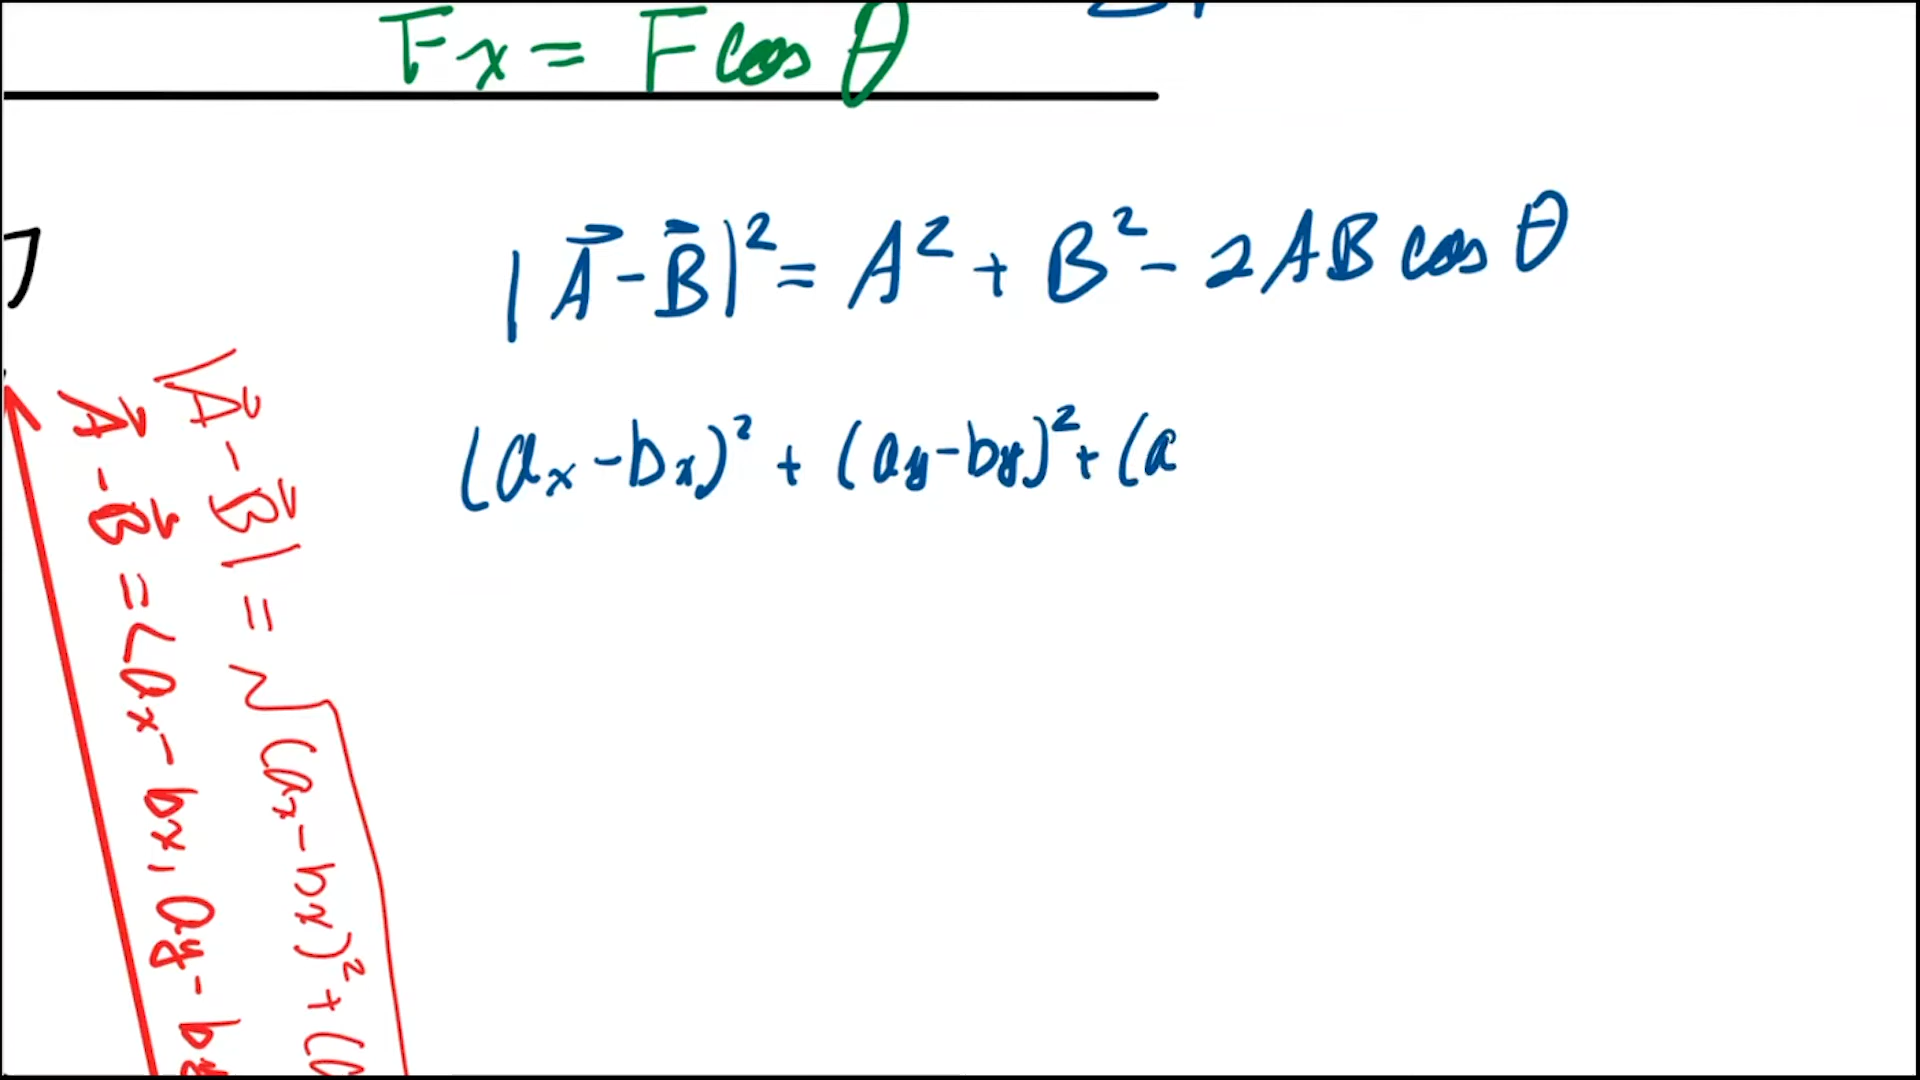 Fx = F cos θ
|A⃗ - B⃗|² = A² + B² - 2AB cos θ
(ax - bx)² + (ay - by)² + (a
|A⃗ - B⃗| = √(ax - bx)² + (a
A⃗ - B⃗ = <ax - bx, ay - by